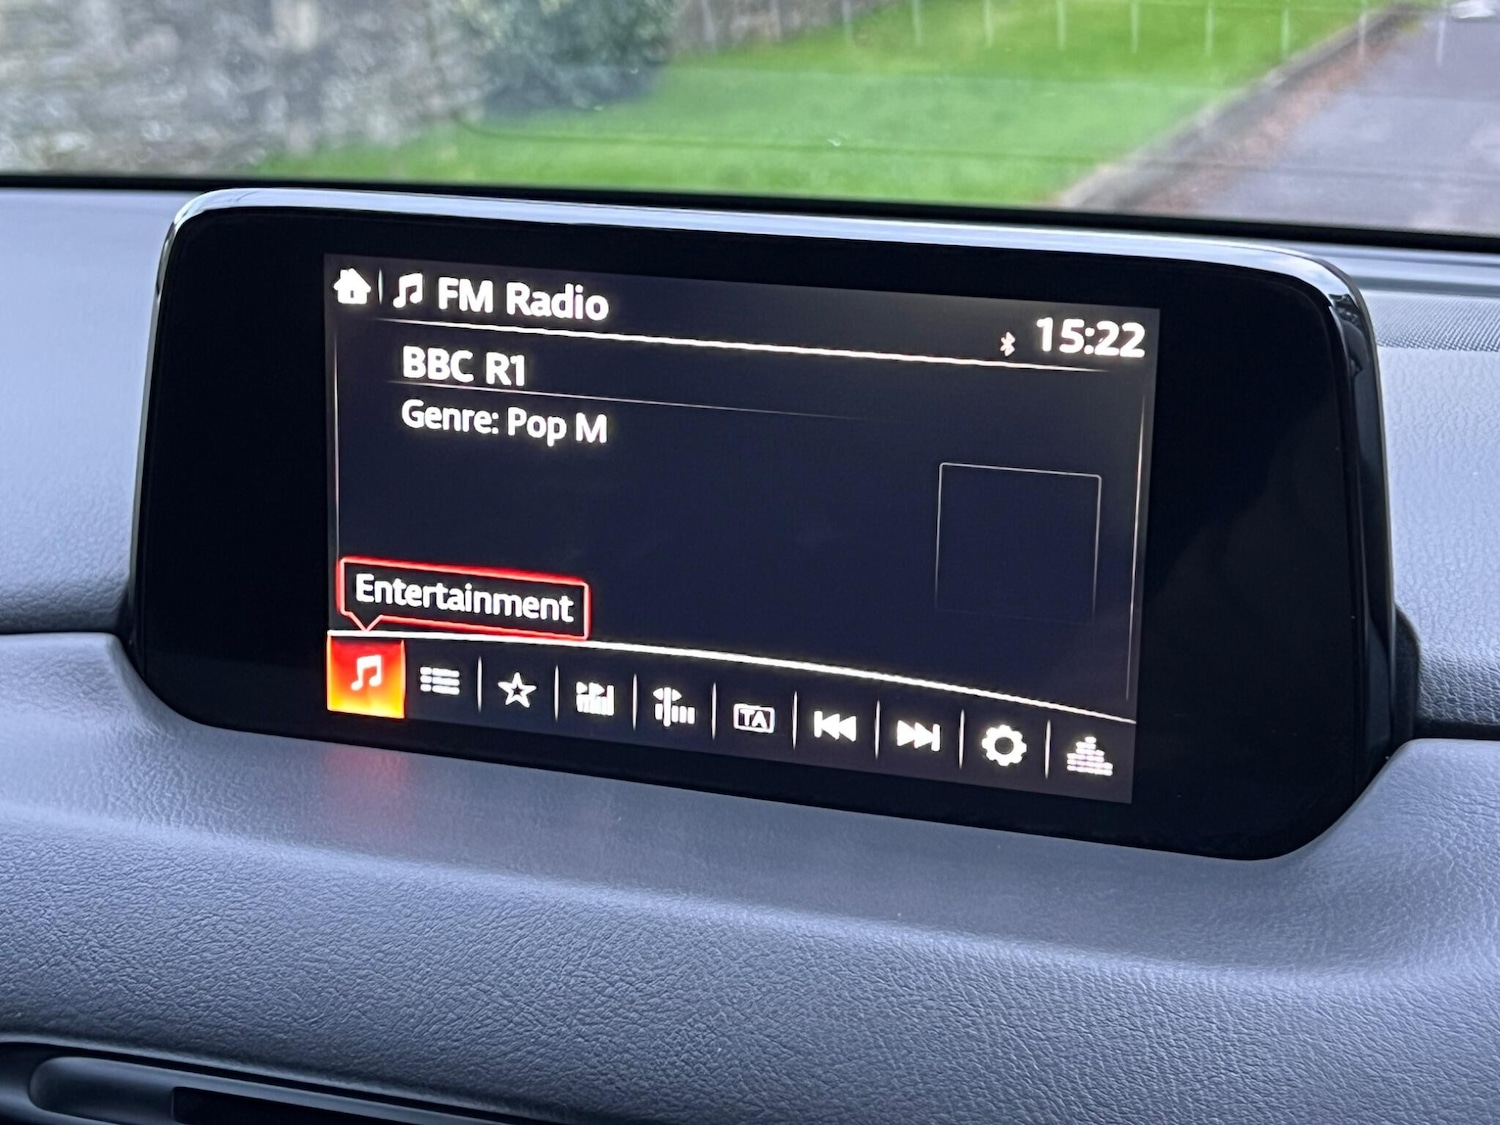 FM Radio
15:22
BBC R1
Genre: Pop M
Entertainment
TA